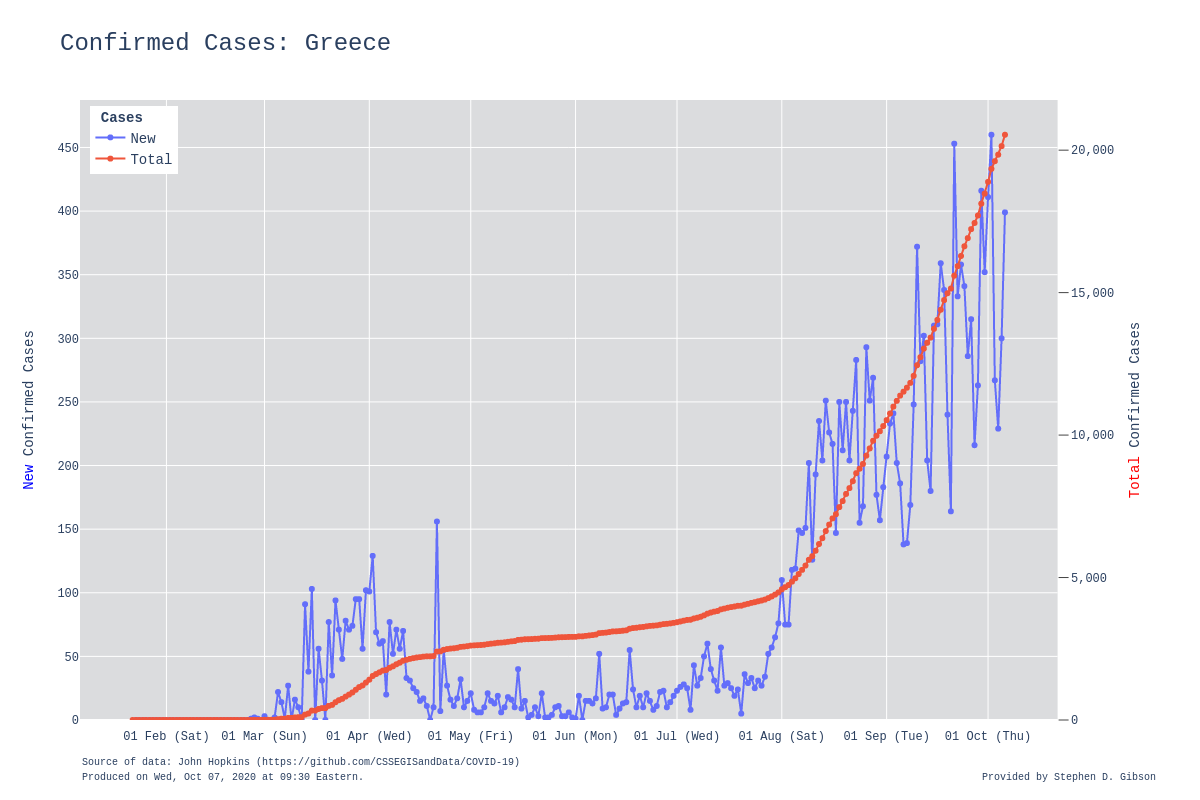 Confirmed Cases: Greece
Cases
New
Total
450
400
350
300
250
200
150
100
50
0
20,000
15,000
10,000
5,000
0
New Confirmed Cases
Total Confirmed Cases
01 Feb (Sat) 01 Mar (Sun) 01 Apr (Wed) 01 May (Fri) 01 Jun (Mon) 01 Jul (Wed) 01 Aug (Sat) 01 Sep (Tue) 01 Oct (Thu)
Source of data: John Hopkins (https://github.com/CSSEGISandData/COVID-19)
Produced on Wed, Oct 07, 2020 at 09:30 Eastern.
Provided by Stephen D. Gibson